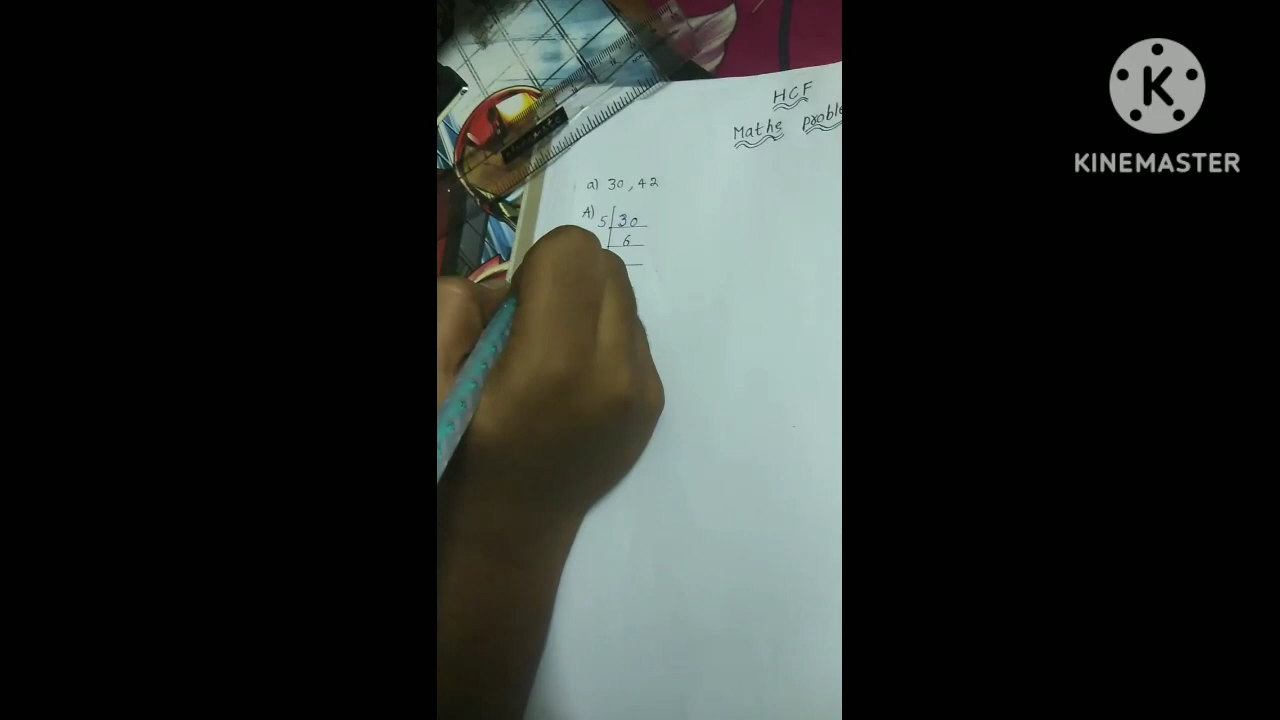 HCF
Maths proble
a) 30, 42
A) 5 30
6
KINEMASTER